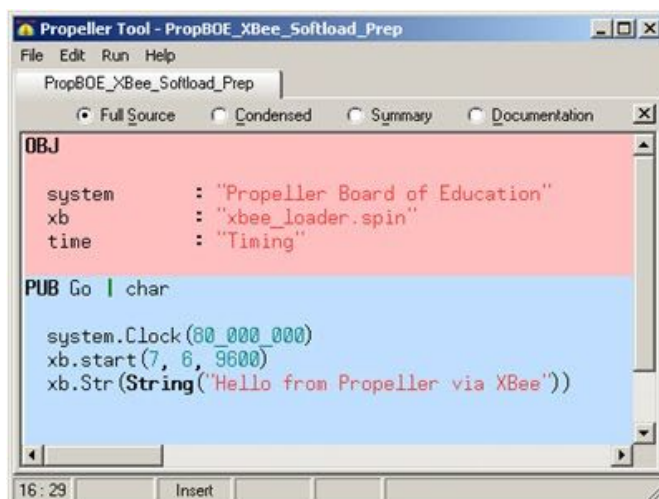 Propeller Tool - PropBOE_XBee_Softload_Prep
File Edit Run Help
PropBOE_XBee_Softload_Prep
Full Source Condensed Summary Documentation
OBJ
system : "Propeller Board of Education"
xb : "xbee_loader.spin"
time : "Timing"
PUB Go | char
system.Clock(80_000_000)
xb.start(7, 6, 9600)
xb.Str(String("Hello from Propeller via XBee"))
16 : 29 Insert